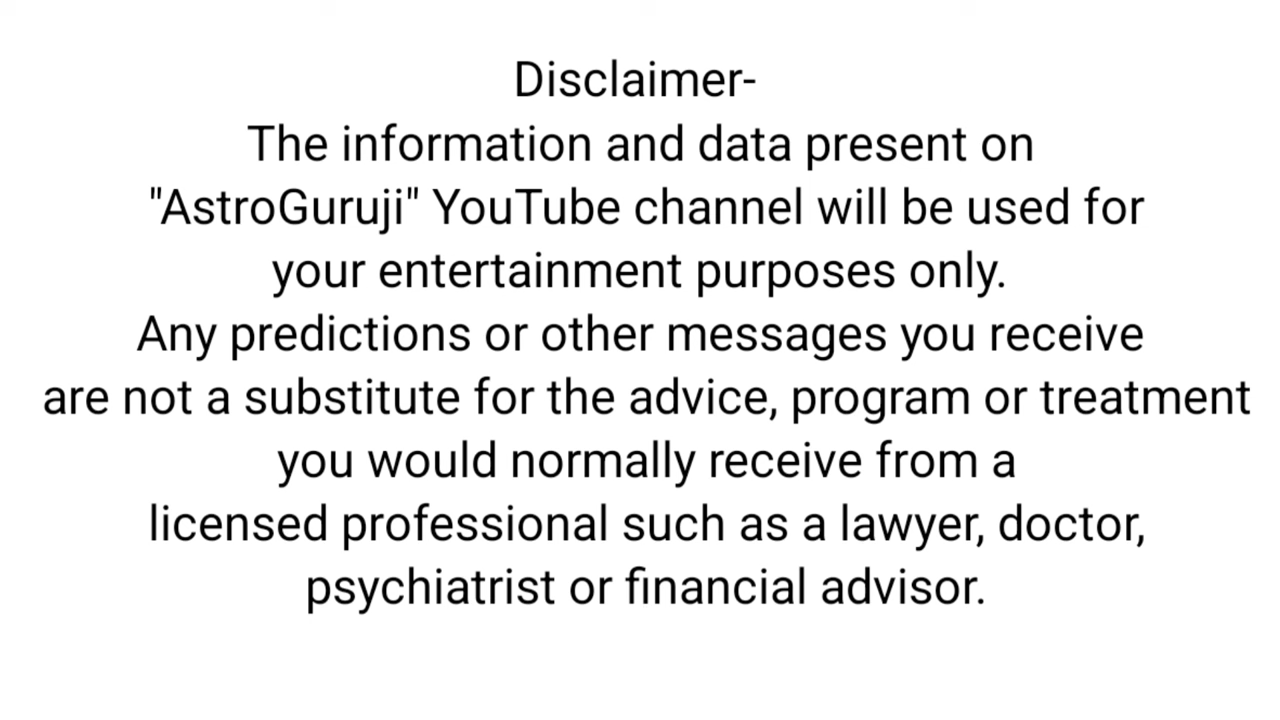 Disclaimer-
The information and data present on
"AstroGuruji" YouTube channel will be used for
your entertainment purposes only.
Any predictions or other messages you receive
are not a substitute for the advice, program or treatment
you would normally receive from a
licensed professional such as a lawyer, doctor,
psychiatrist or financial advisor.